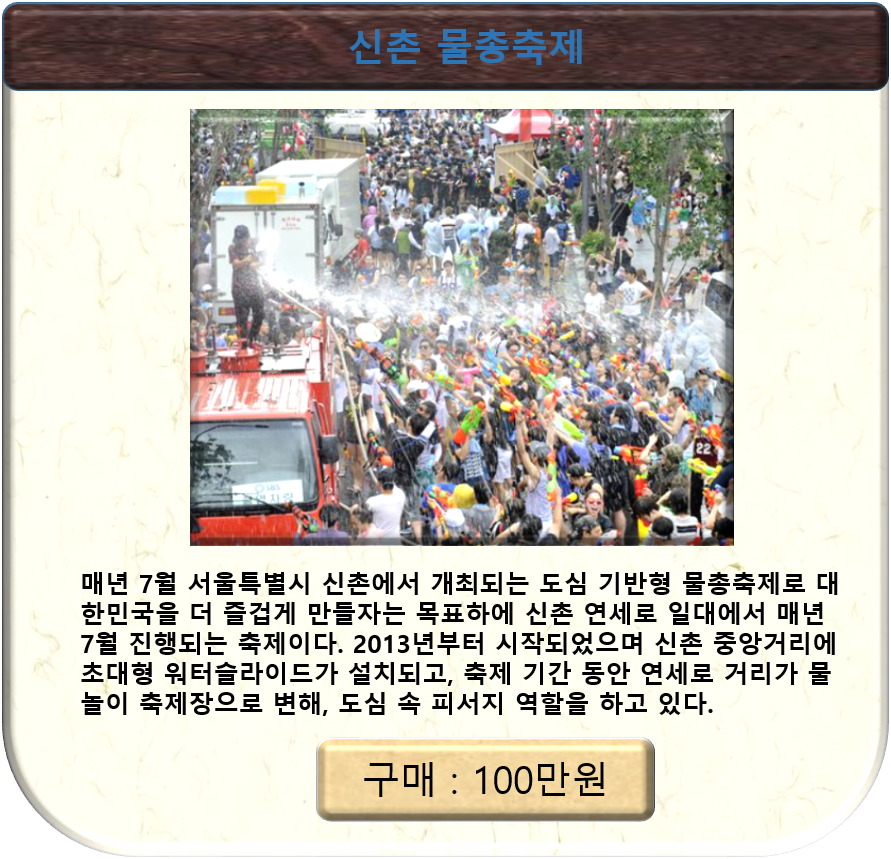 신촌 물총축제
22
매년 7월 서울특별시 신촌에서 개최되는 도심 기반형 물총축제로 대
한민국을 더 즐겁게 만들자는 목표하에 신촌 연세로 일대에서 매년
7월 진행되는 축제이다. 2013년부터 시작되었으며 신촌 중앙거리에
초대형 워터슬라이드가 설치되고, 축제 기간 동안 연세로 거리가 물
놀이 축제장으로 변해, 도심 속 피서지 역할을 하고 있다.
구매 : 100만원